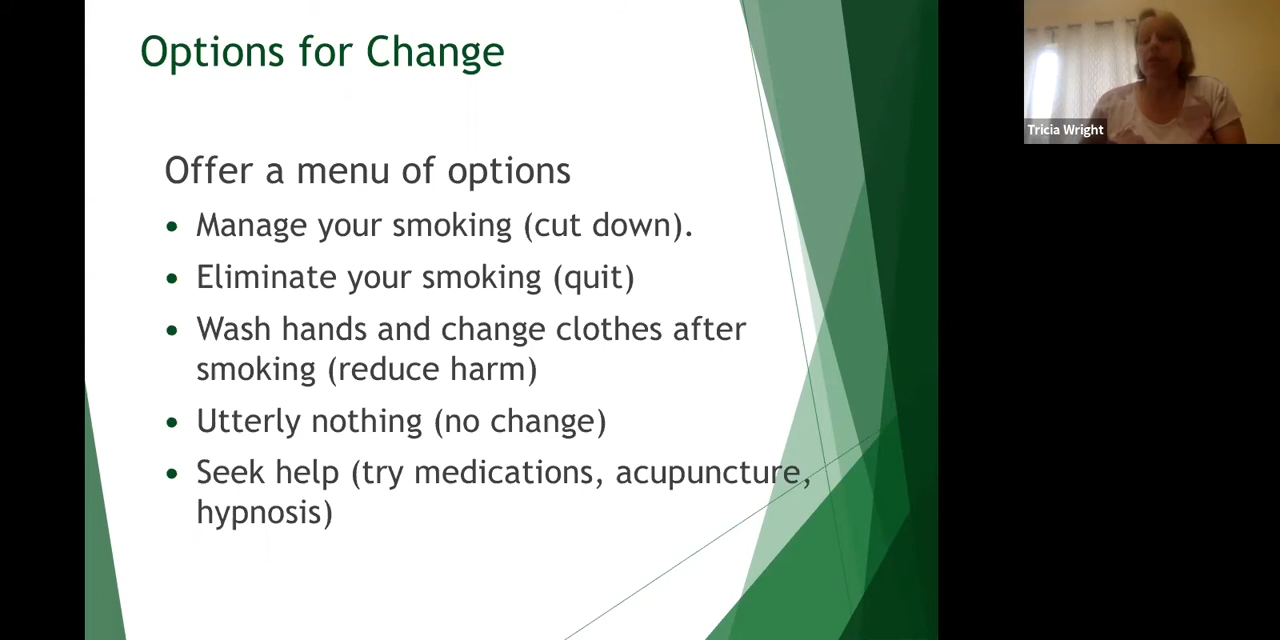 Options for Change
Tricia Wright
Offer a menu of options
• Manage your smoking (cut down).
• Eliminate your smoking (quit)
• Wash hands and change clothes after
smoking (reduce harm)
• Utterly nothing (no change)
• Seek help (try medications, acupuncture,
hypnosis)